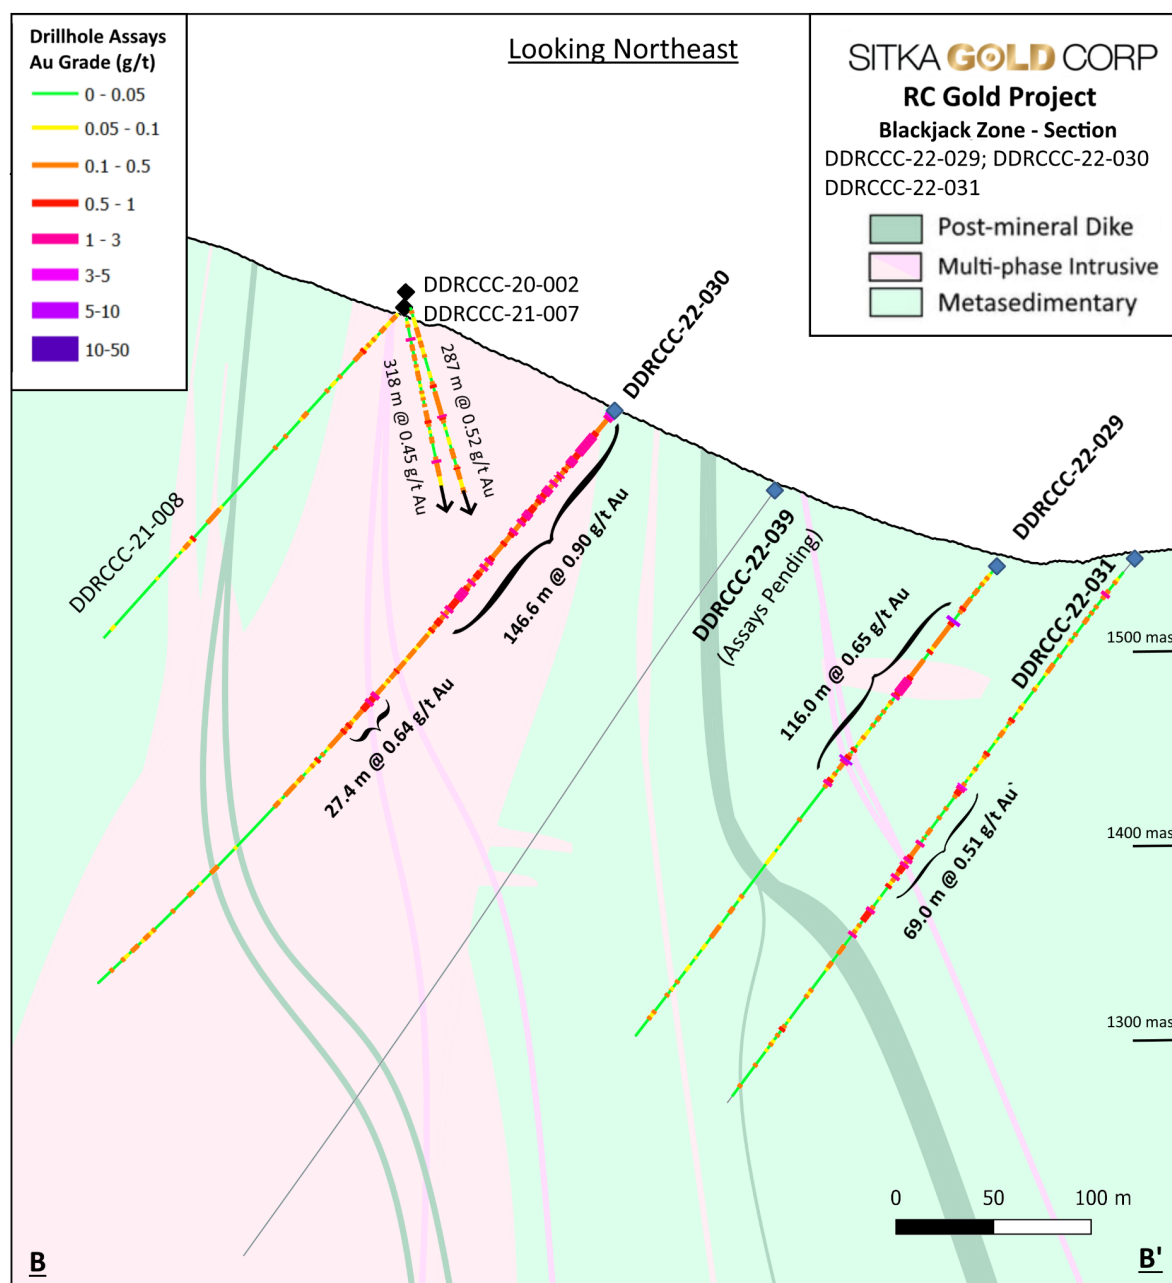 Drillhole Assays
Au Grade (g/t)
0 - 0.05
0.05 - 0.1
0.1 - 0.5
0.5 - 1
1 - 3
3-5
5-10
10-50
Looking Northeast
SITKA GOLD CORP
RC Gold Project
Blackjack Zone - Section
DDRCCC-22-029; DDRCCC-22-030
DDRCCC-22-031
Post-mineral Dike
Multi-phase Intrusive
Metasedimentary
DDRCCC-20-002
DDRCCC-21-007
318 m @ 0.45 g/t Au
287 m @ 0.52 g/t Au
DDRCCC-22-030
DDRCCC-21-008
146.6 m @ 0.90 g/t Au
27.4 m @ 0.64 g/t Au
DDRCCC-22-039
(Assays Pending)
DDRCCC-22-029
116.0 m @ 0.65 g/t Au
DDRCCC-22-031
69.0 m @ 0.51 g/t Au`
1500 mas
1400 mas
1300 mas
0 50 100 m
B
B'